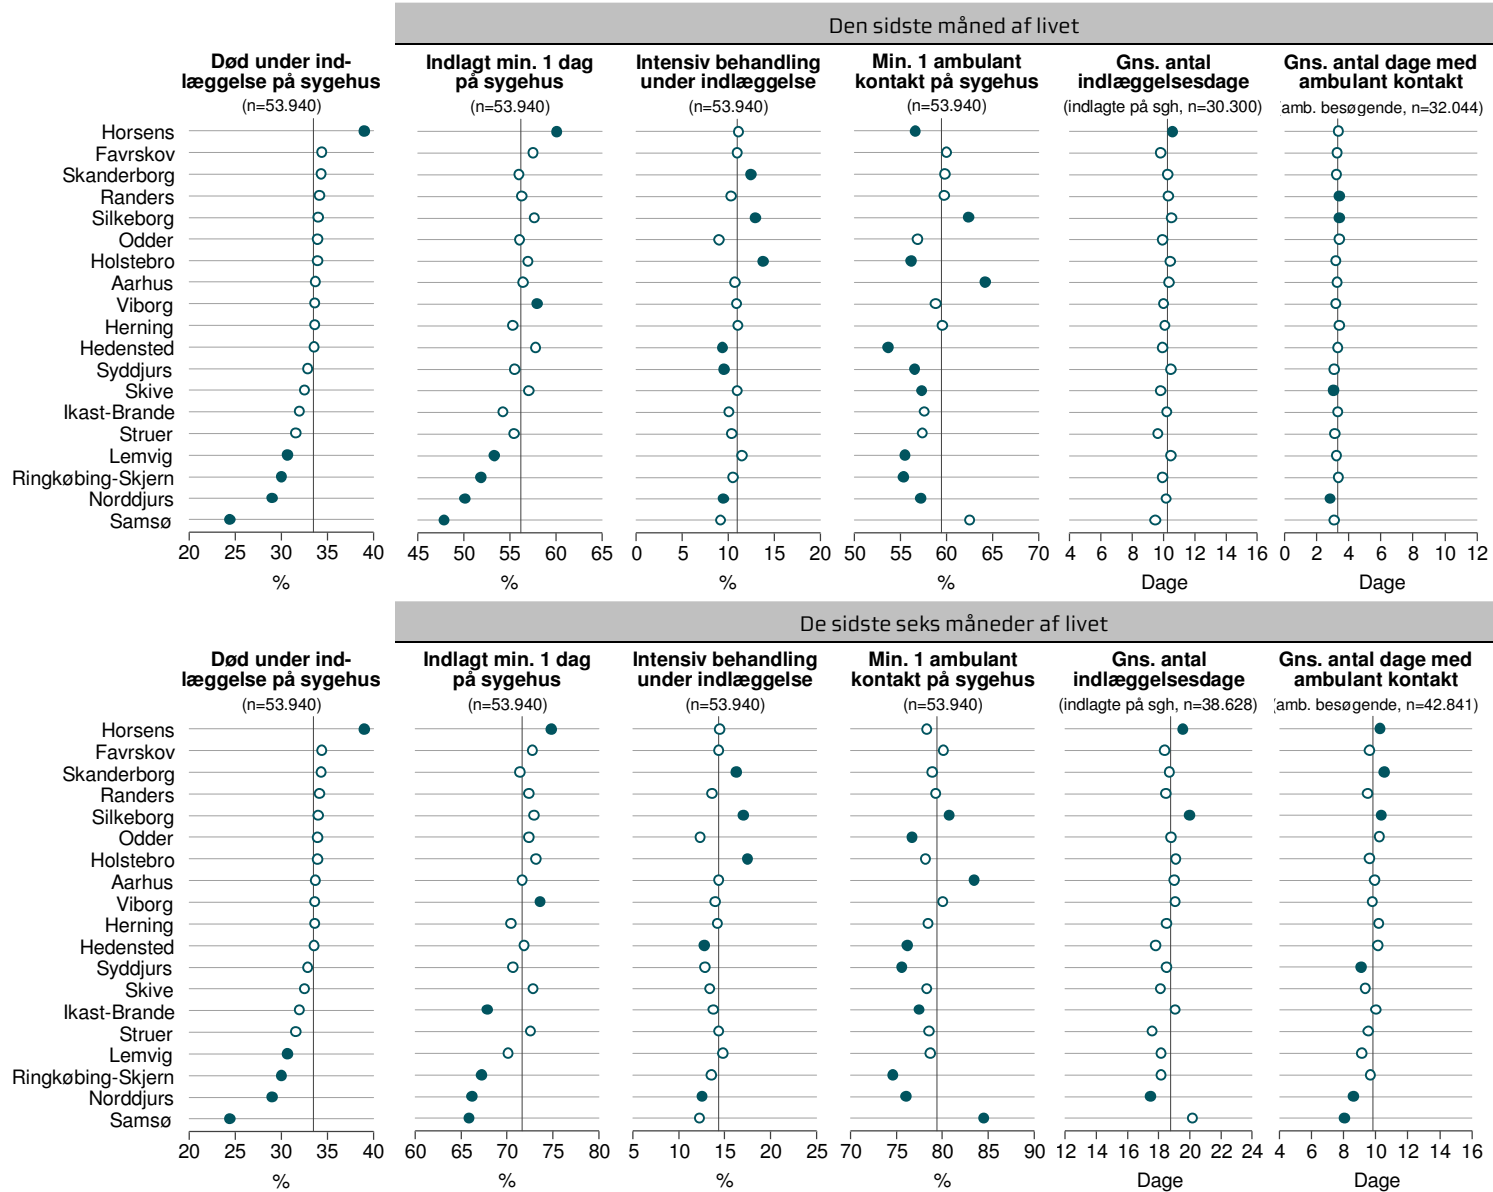 Den sidste måned af livet
Død under ind-
læggelse på sygehus
(n=53.940)
Indlagt min. 1 dag
på sygehus
(n=53.940)
Intensiv behandling
under indlæggelse
(n=53.940)
Min. 1 ambulant
kontakt på sygehus
(n=53.940)
Gns. antal
indlæggelsesdage
(indlagte på sgh, n=30.300)
Gns. antal dage med
ambulant kontakt
(amb. besøgende, n=32.044)
Horsens
Favrskov
Skanderborg
Randers
Silkeborg
Odder
Holstebro
Aarhus
Viborg
Herning
Hedensted
Syddjurs
Skive
Ikast-Brande
Struer
Lemvig
Ringkøbing-Skjern
Norddjurs
Samsø
20 25 30 35 40
45 50 55 60 65
0 5 10 15 20
50 55 60 65 70
4 6 8 10 12 14 16
0 2 4 6 8 10 12
% % % % Dage Dage
De sidste seks måneder af livet
Død under ind-
læggelse på sygehus
(n=53.940)
Indlagt min. 1 dag
på sygehus
(n=53.940)
Intensiv behandling
under indlæggelse
(n=53.940)
Min. 1 ambulant
kontakt på sygehus
(n=53.940)
Gns. antal
indlæggelsesdage
(indlagte på sgh, n=38.628)
Gns. antal dage med
ambulant kontakt
(amb. besøgende, n=42.841)
Horsens
Favrskov
Skanderborg
Randers
Silkeborg
Odder
Holstebro
Aarhus
Viborg
Herning
Hedensted
Syddjurs
Skive
Ikast-Brande
Struer
Lemvig
Ringkøbing-Skjern
Norddjurs
Samsø
20 25 30 35 40
60 65 70 75 80
5 10 15 20 25
70 75 80 85 90
12 14 16 18 20 22 24
4 6 8 10 12 14 16
% % % % Dage Dage